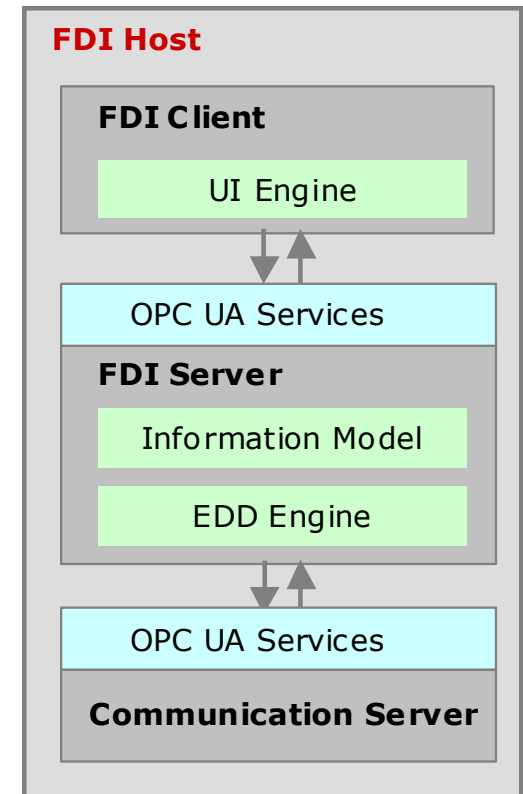 FDI Host
FDI Client
UI Engine
OPC UA Services
FDI Server
Information Model
EDD Engine
OPC UA Services
Communication Server